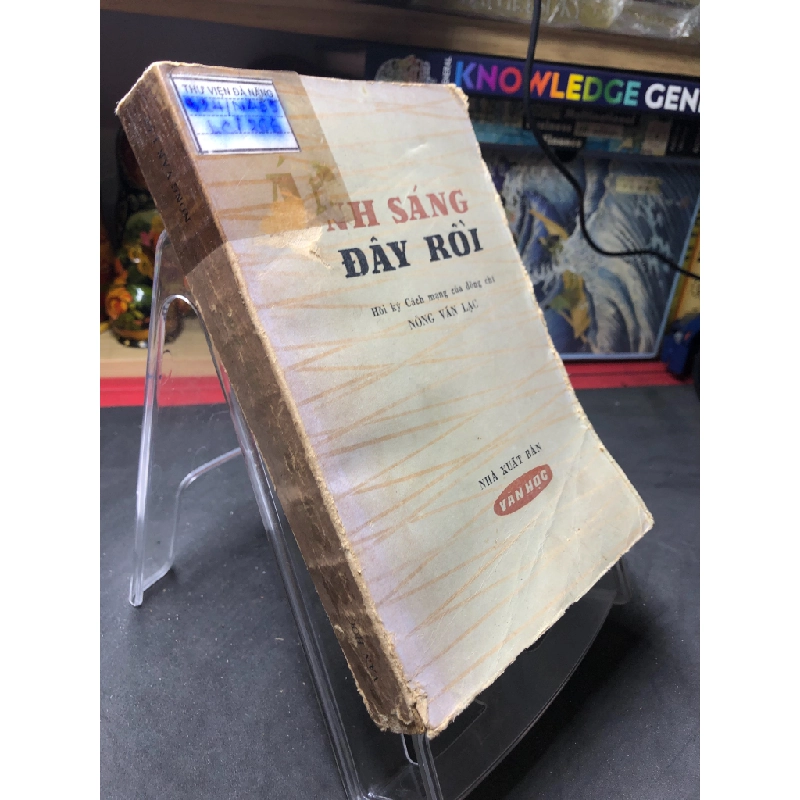 THƯ VIỆN ĐÀ NẴNG
ÁNH SÁNG
ĐÂY RỒI
Hồi ký Cách mạng của đồng chí
NÔNG VĂN LẠC
NHÀ XUẤT BẢN
VĂN HỌC
KNOWLEDGE GEN